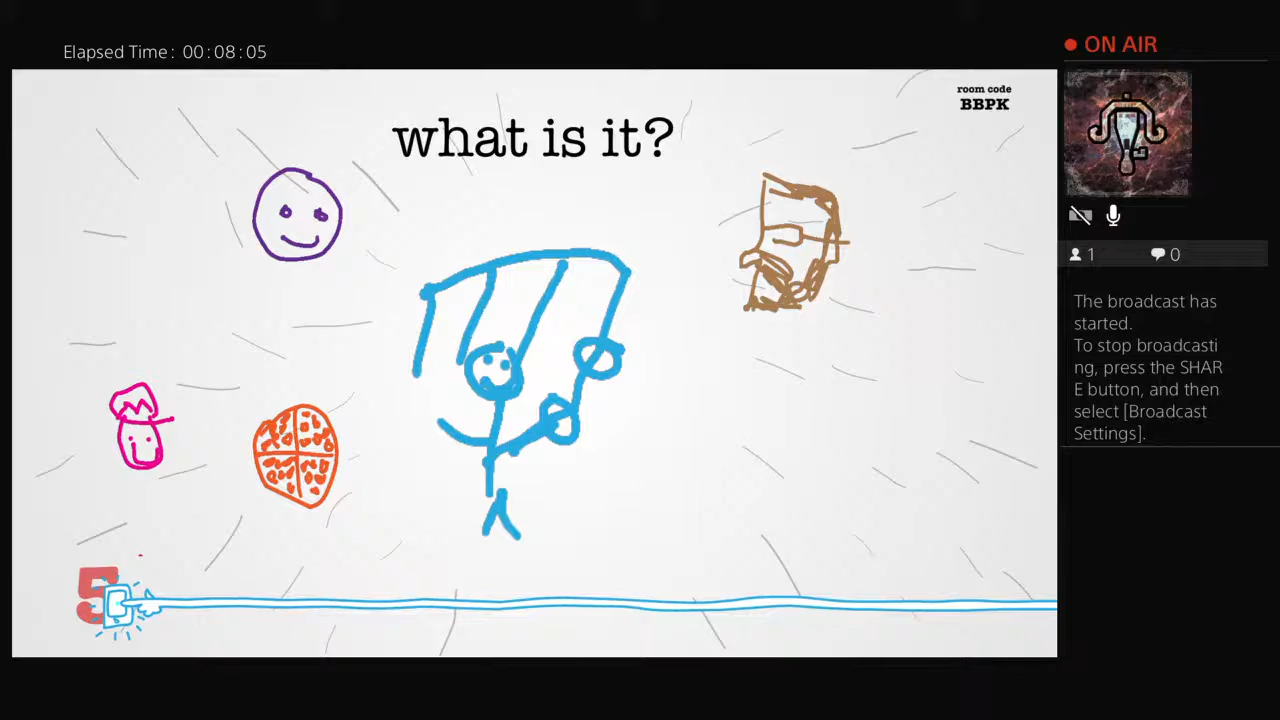 Elapsed Time: 00:08:05
ON AIR
room code
BBPK
what is it?
1
0
The broadcast has
started.
To stop broadcasti
ng, press the SHAR
E button, and then
select [Broadcast
Settings].
5